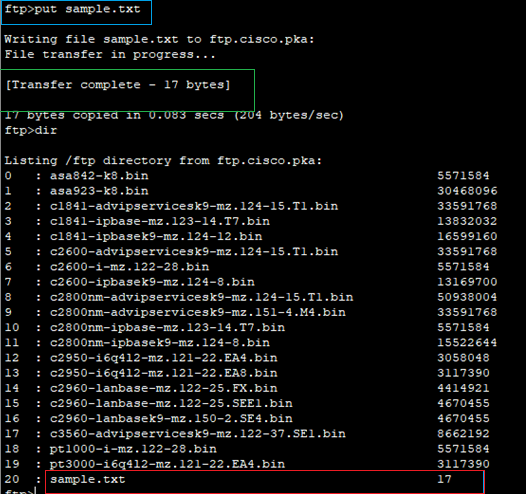 ftp>put sample.txt
Writing file sample.txt to ftp.cisco.pka:
File transfer in progress...
[Transfer complete - 17 bytes]
17 bytes copied in 0.083 secs (204 bytes/sec)
ftp>dir
Listing /ftp directory from ftp.cisco.pka:
0 : asa842-k8.bin 5571584
1 : asa923-k8.bin 30468096
2 : c1841-advipservicesk9-mz.124-15.T1.bin 33591768
3 : c1841-ipbase-mz.123-14.T7.bin 13832032
4 : c1841-ipbasek9-mz.124-12.bin 16599160
5 : c2600-advipservicesk9-mz.124-15.T1.bin 33591768
6 : c2600-i-mz.122-28.bin 5571584
7 : c2600-ipbasek9-mz.124-8.bin 13169700
8 : c2800nm-advipservicesk9-mz.124-15.T1.bin 50938004
9 : c2800nm-advipservicesk9-mz.151-4.M4.bin 33591768
10 : c2800nm-ipbase-mz.123-14.T7.bin 5571584
11 : c2800nm-ipbasek9-mz.124-8.bin 15522644
12 : c2950-i6q4l2-mz.121-22.EA4.bin 3058048
13 : c2950-i6q4l2-mz.121-22.EA8.bin 3117390
14 : c2960-lanbase-mz.122-25.FX.bin 4414921
15 : c2960-lanbase-mz.122-25.SEE1.bin 4670455
16 : c2960-lanbasek9-mz.150-2.SE4.bin 4670455
17 : c3560-advipservicesk9-mz.122-37.SE1.bin 8662192
18 : pt1000-i-mz.122-28.bin 5571584
19 : pt3000-i6q4l2-mz.121-22.EA4.bin 3117390
20 : sample.txt 17
ftp>